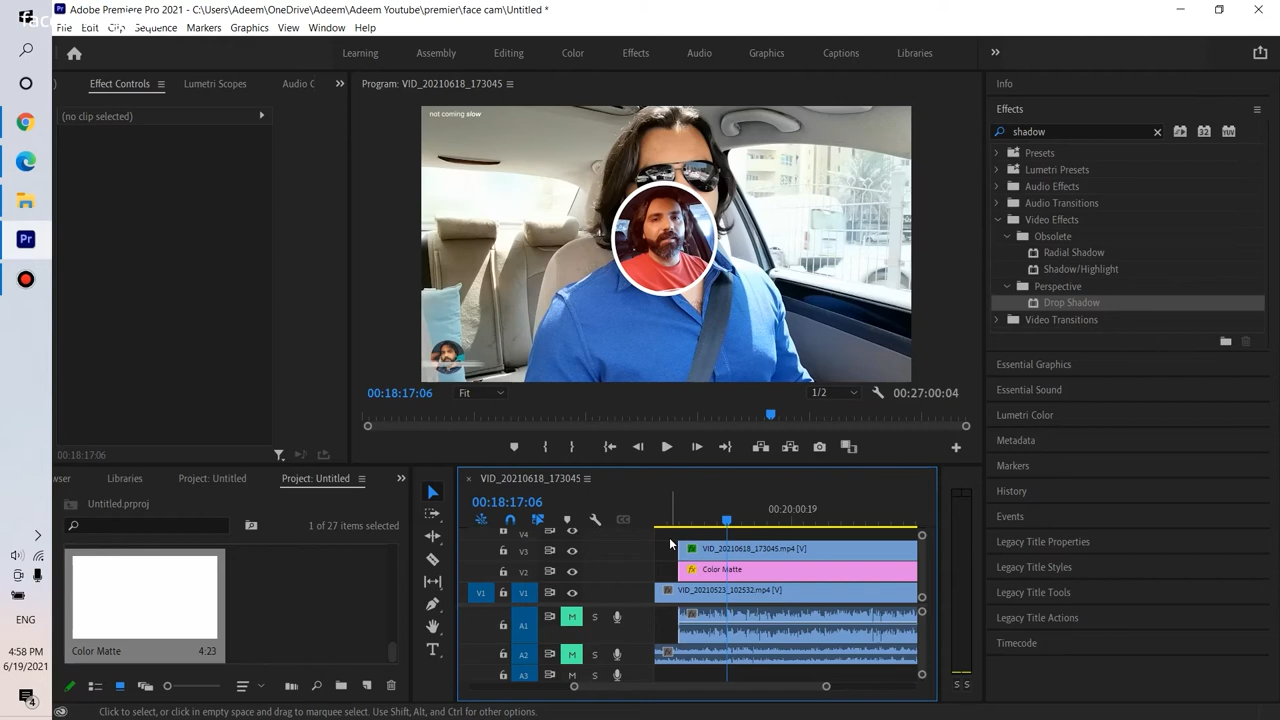 Adobe Premiere Pro 2021 - C:\Users\Adeem\OneDrive\Adeem\Adeem Youtube\premier\face cam\Untitled *
File Edit Clip Sequence Markers Graphics View Window Help
Learning Assembly Editing Color Effects Audio Graphics Captions Libraries
Effect Controls Lumetri Scopes Audio C
Program: VID_20210618_173045
Info
(no clip selected)
not coming slow
Effects
shadow
Presets
Lumetri Presets
Audio Effects
Audio Transitions
Video Effects
Obsolete
Radial Shadow
Shadow/Highlight
Perspective
Drop Shadow
Video Transitions
Essential Graphics
Essential Sound
Lumetri Color
Metadata
Markers
History
Events
Legacy Title Properties
Legacy Title Styles
Legacy Title Tools
Legacy Title Actions
Timecode
00:18:17:06 Fit 1/2 00:27:00:04
00:18:17:06
wser Libraries Project: Untitled Project: Untitled
Untitled.prproj
1 of 27 items selected
Color Matte 4:23
× VID_20210618_173045
00:18:17:06
00:20:00:19
V4
V3 VID_20210618_173045.mp4 [V]
V2 Color Matte
V1 V1 VID_20210523_102532.mp4 [V]
A1 M S
A2 M S
A3 M S
S S
ENG
4:58 PM
6/19/2021
4
Click to select, or click in empty space and drag to marquee select. Use Shift, Alt, and Ctrl for other options.